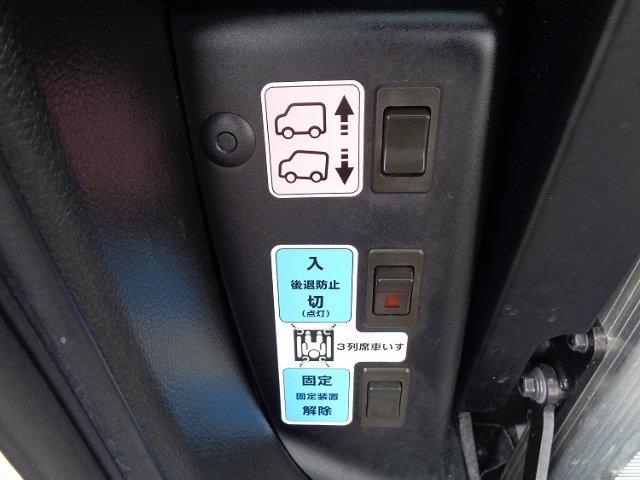 入
後退防止
切
(点灯)
3列席車いす
固定
固定装置
解除